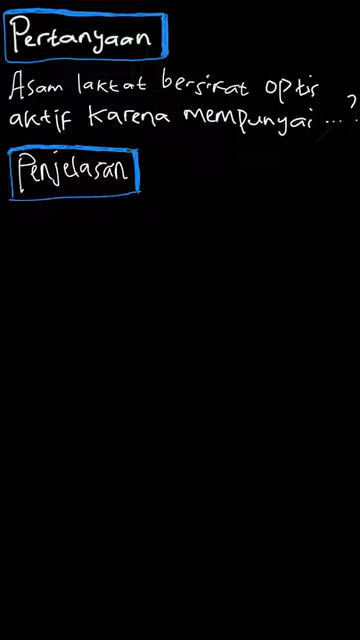 Pertanyaan
Asam laktat bersifat optis
aktif karena mempunyai ... ?
Penjelasan